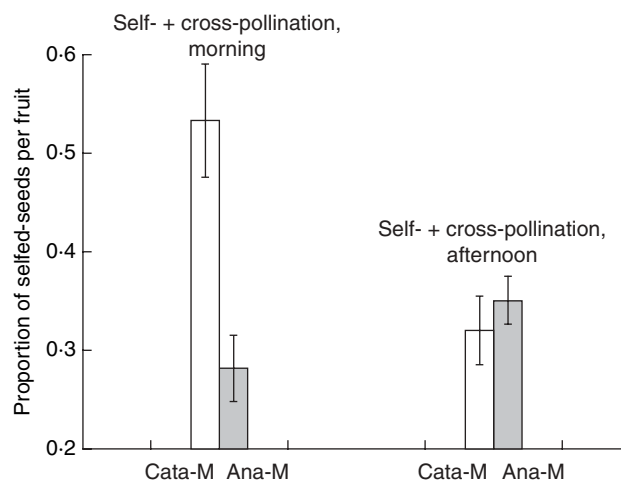 Self- + cross-pollination,
morning
Self- + cross-pollination,
afternoon
Proportion of selfed-seeds per fruit
0·6
0·5
0·4
0·3
0·2
Cata-M Ana-M
Cata-M Ana-M